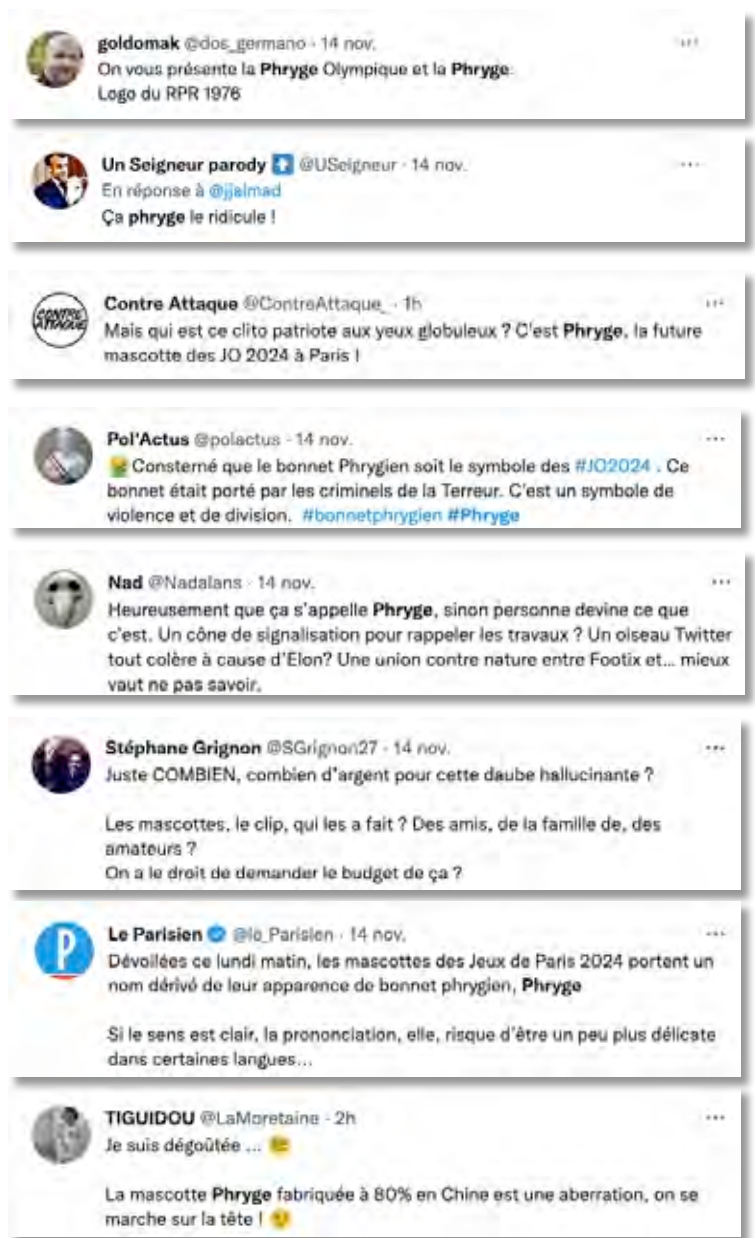 goldomak @dos_germano · 14 nov.
On vous présente la Phryge Olympique et la Phryge
Logo du RPR 1976
Un Seigneur parody @USeigneur · 14 nov.
En réponse à @jjalmad
Ça phryge le ridicule !
CONTRE ATTAQUE
Contre Attaque @ContreAttaque_ · 1h
Mais qui est ce clito patriote aux yeux globuleux ? C'est Phryge, la future
mascotte des JO 2024 à Paris !
Pol'Actus @polactus · 14 nov.
Consterné que le bonnet Phrygien soit le symbole des #JO2024 . Ce
bonnet était porté par les criminels de la Terreur. C'est un symbole de
violence et de division. #bonnetphrygien #Phryge
Nad @Nadalans · 14 nov.
Heureusement que ça s'appelle Phryge, sinon personne devine ce que
c'est. Un cône de signalisation pour rappeler les travaux ? Un oiseau Twitter
tout colère à cause d'Elon? Une union contre nature entre Footix et... mieux
vaut ne pas savoir.
Stéphane Grignon @SGrignon27 · 14 nov.
Juste COMBIEN, combien d'argent pour cette daube hallucinante ?
Les mascottes, le clip, qui les a fait ? Des amis, de la famille de, des
amateurs ?
On a le droit de demander le budget de ça ?
P
Le Parisien @le_Parisien · 14 nov.
Dévoilées ce lundi matin, les mascottes des Jeux de Paris 2024 portent un
nom dérivé de leur apparence de bonnet phrygien, Phryge
Si le sens est clair, la prononciation, elle, risque d'être un peu plus délicate
dans certaines langues...
TIGUIDOU @LaMoretaine · 2h
Je suis dégoûtée ...
La mascotte Phryge fabriquée à 80% en Chine est une aberration, on se
marche sur la tête !